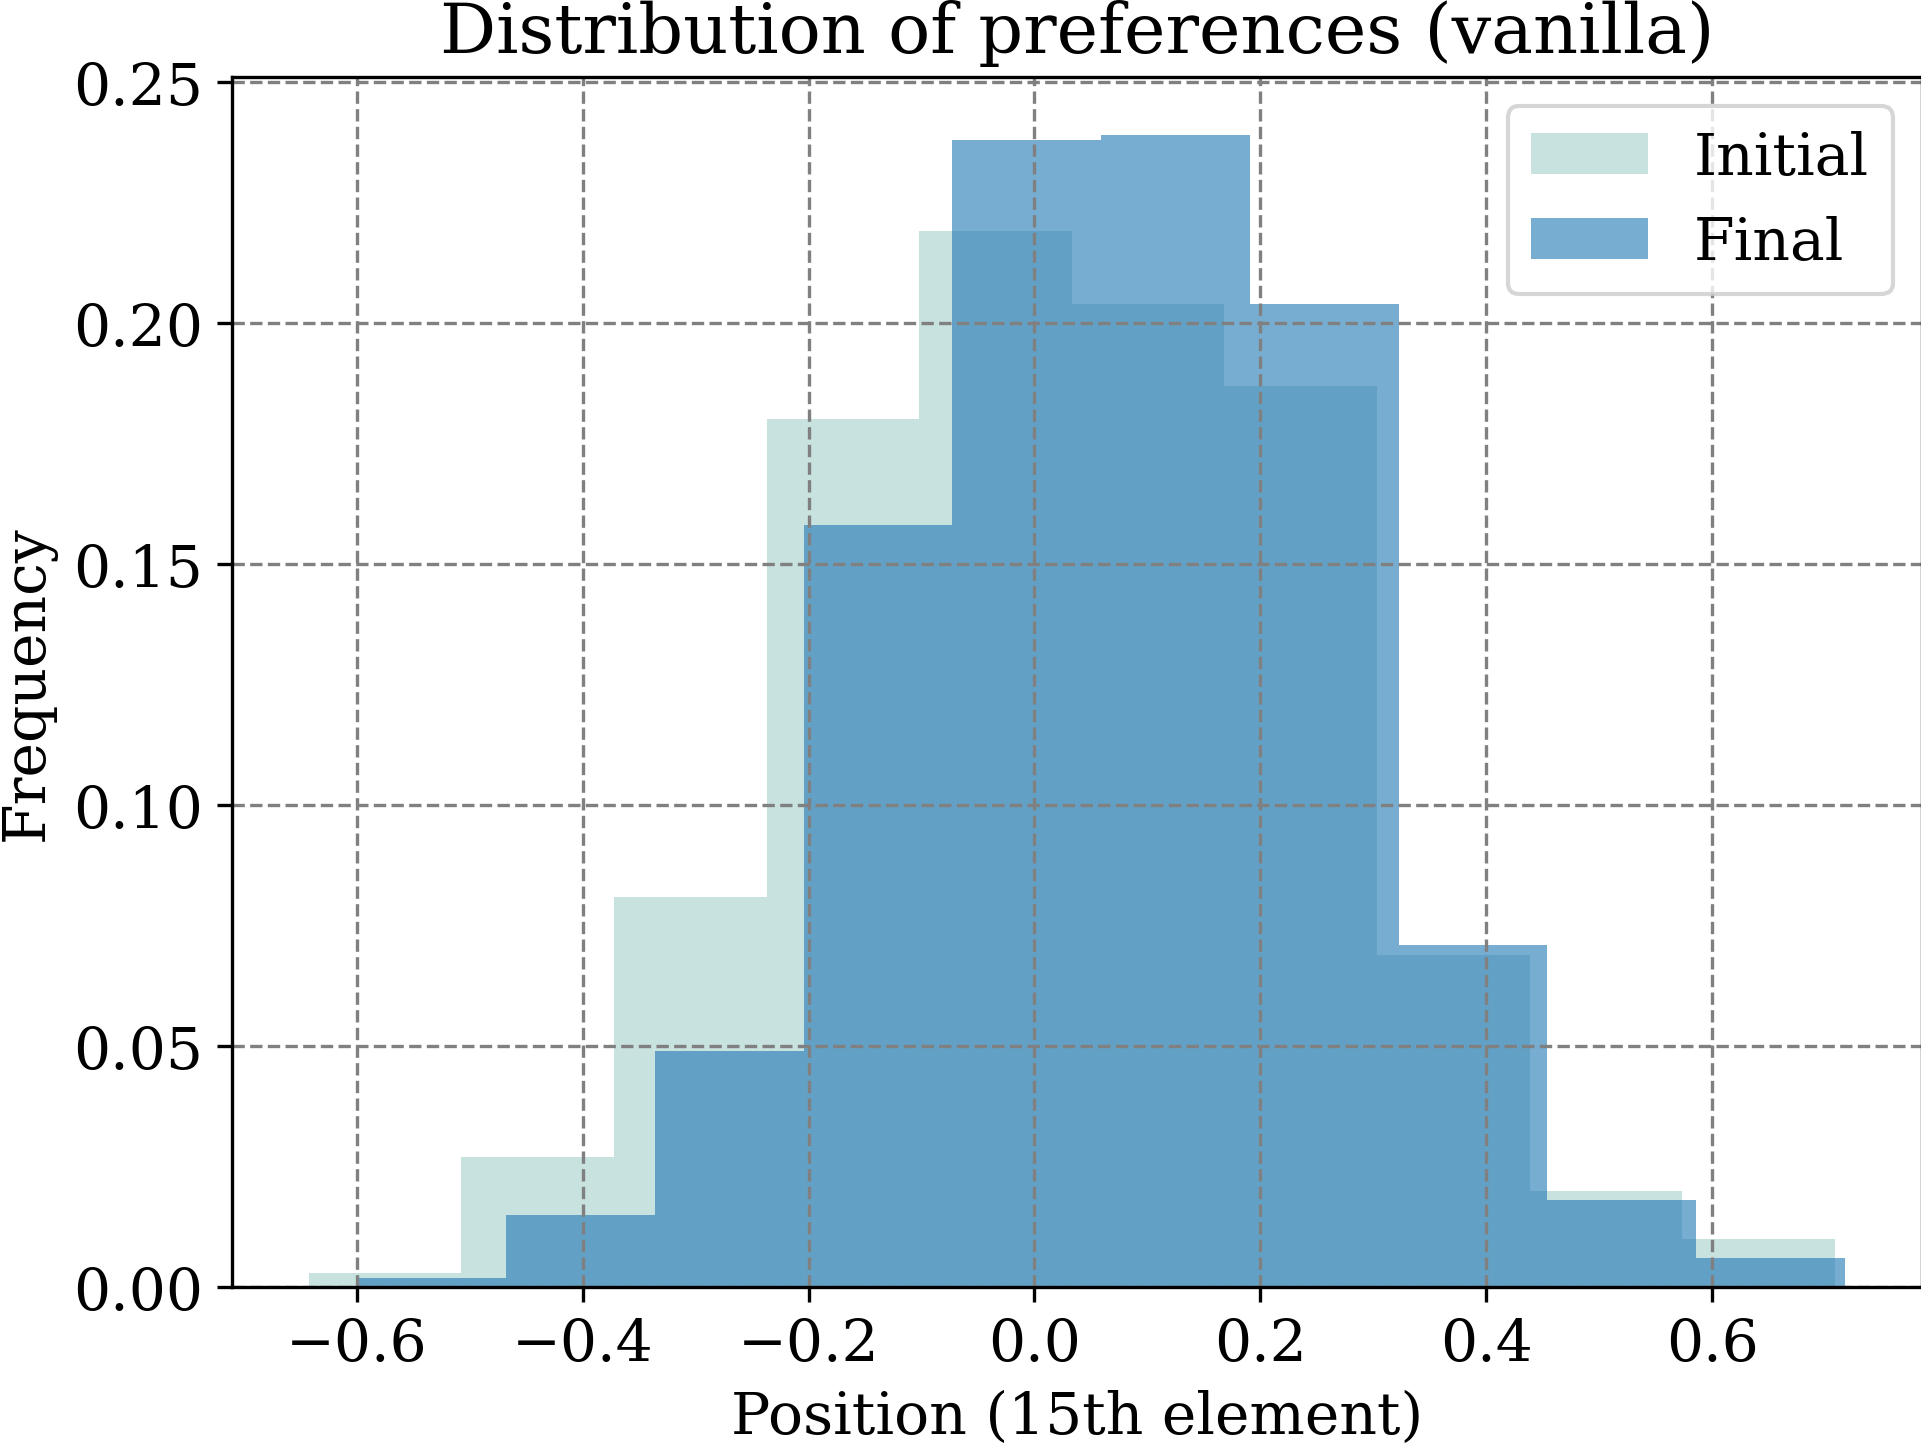 Distribution of preferences (vanilla)
0.25
0.20
0.15
0.10
0.05
0.00
Frequency
Initial
Final
−0.6 −0.4 −0.2 0.0 0.2 0.4 0.6
Position (15th element)